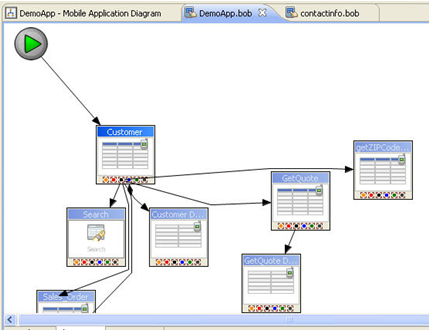 DemoApp - Mobile Application Diagram
DemoApp.bob
contactinfo.bob
Customer
getZIPCode...
GetQuote
Search
Customer D...
Search
GetQuote D...
Sales_Order